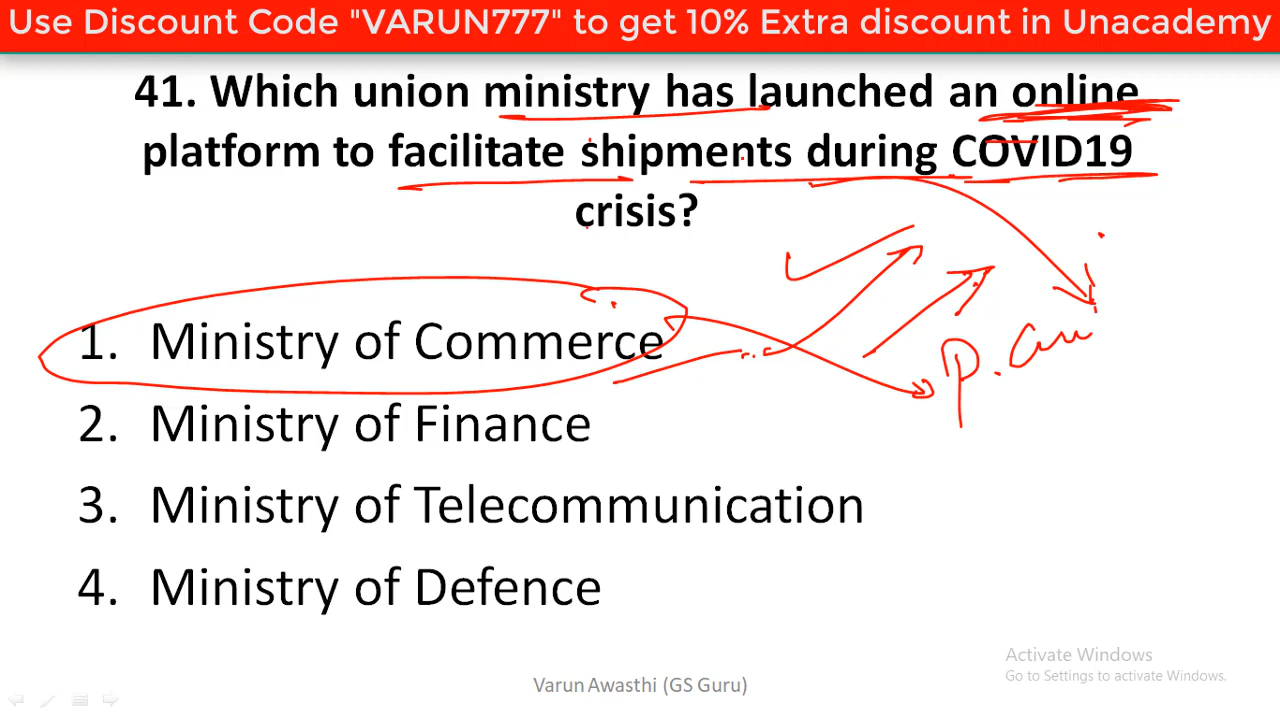 Use Discount Code "VARUN777" to get 10% Extra discount in Unacademy
41. Which union ministry has launched an online
platform to facilitate shipments during COVID19
crisis?
1. Ministry of Commerce
2. Ministry of Finance
3. Ministry of Telecommunication
4. Ministry of Defence
Activate Windows
Go to Settings to activate Windows.
Varun Awasthi (GS Guru)